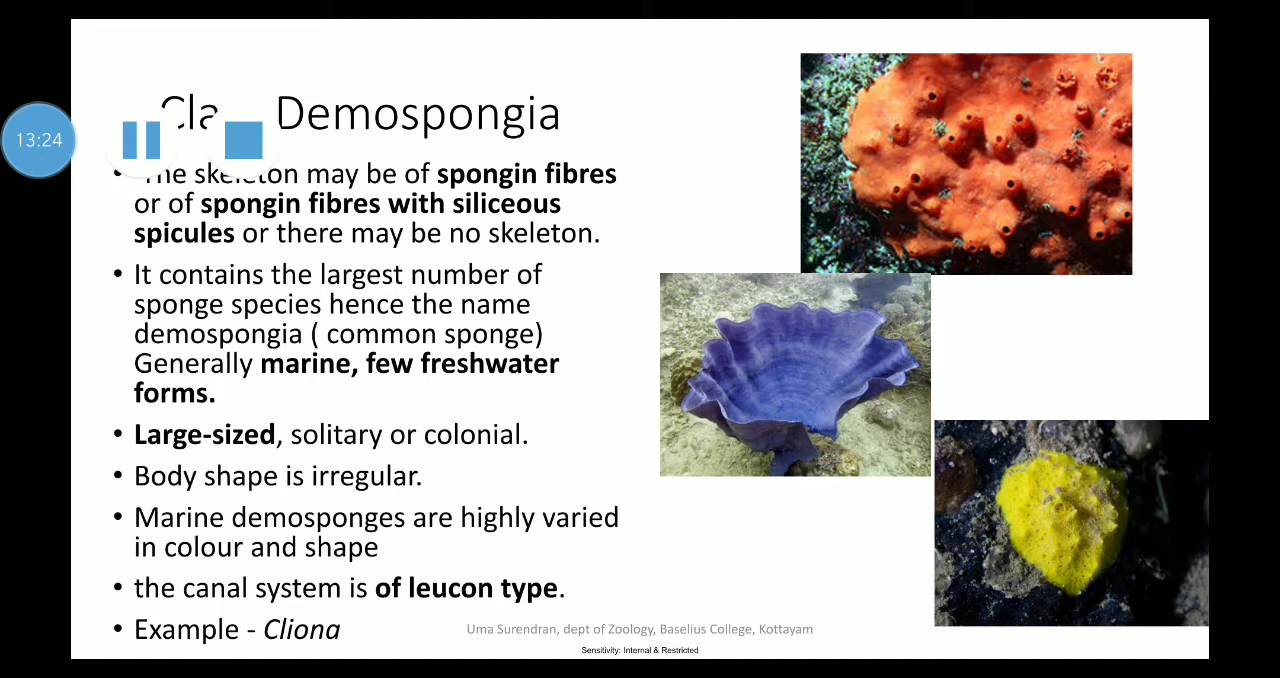 13:24
Demospongia
• The skeleton may be of spongin fibres
or of spongin fibres with siliceous
spicules or there may be no skeleton.
• It contains the largest number of
sponge species hence the name
demospongia ( common sponge)
Generally marine, few freshwater
forms.
• Large-sized, solitary or colonial.
• Body shape is irregular.
• Marine demosponges are highly varied
in colour and shape
• the canal system is of leucon type.
• Example - Cliona
Uma Surendran, dept of Zoology, Baselius College, Kottayam
Sensitivity: Internal & Restricted